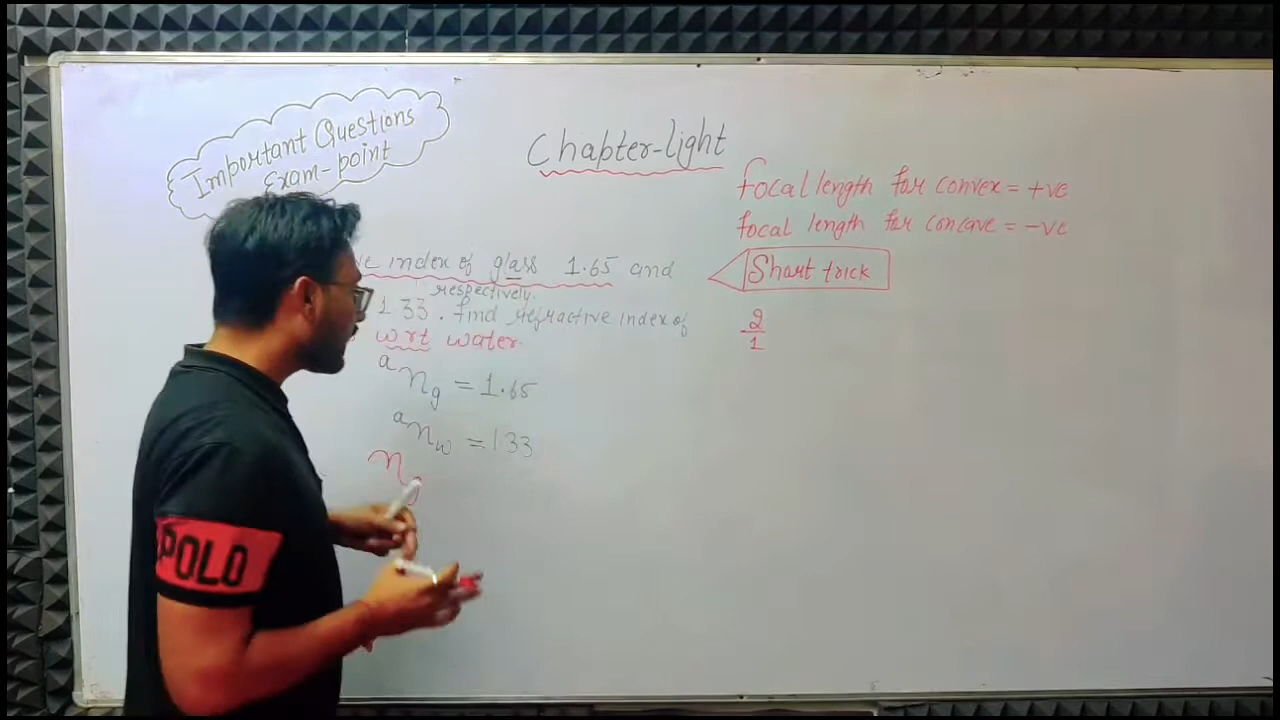 Important Questions
Exam-point
Chapter-light
focal length for convex = +ve
focal length for concave = -ve
Short trick
2
1
ve index of glass 1.65 and
respectively.
1 33 . find refractive index of
wrt water.
a n g = 1.65
a n w = 1 33
n g
POLO